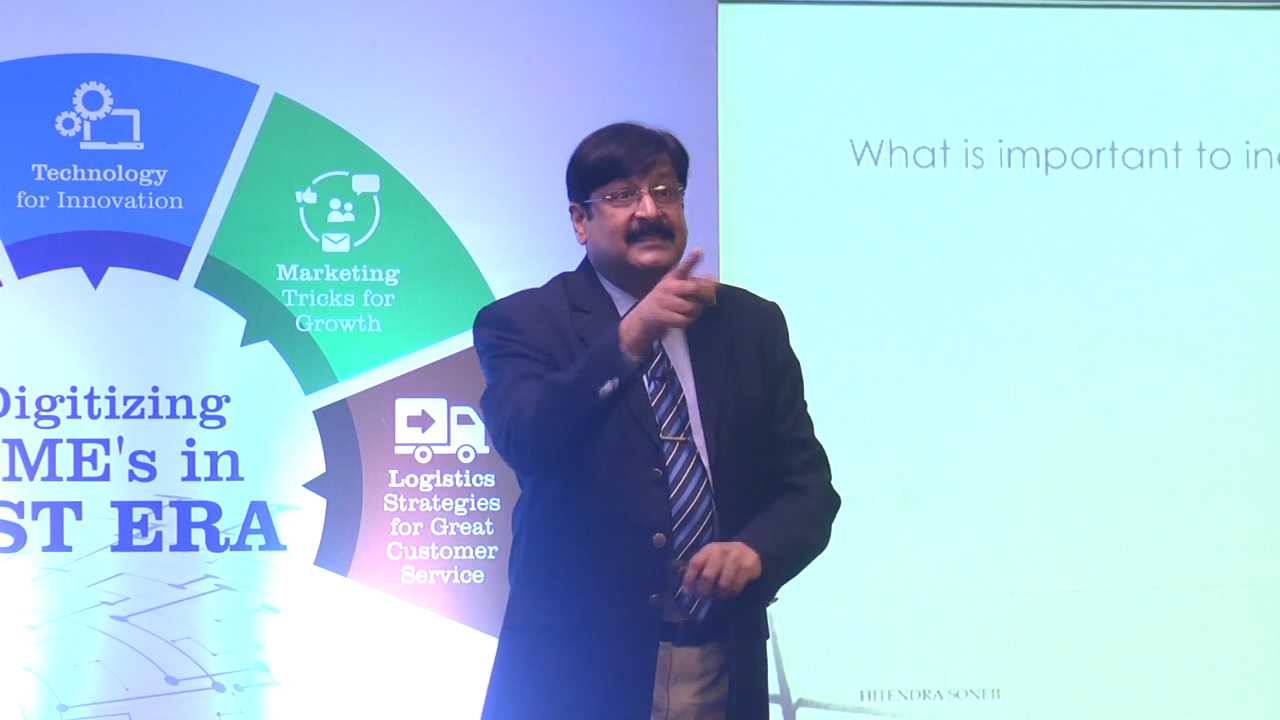 Technology
for Innovation
Marketing
Tricks for
Growth
Logistics
Strategies
for Great
Customer
Service
Digitizing
ME's in
ST ERA
What is important to in
HITENDRA SONEJI